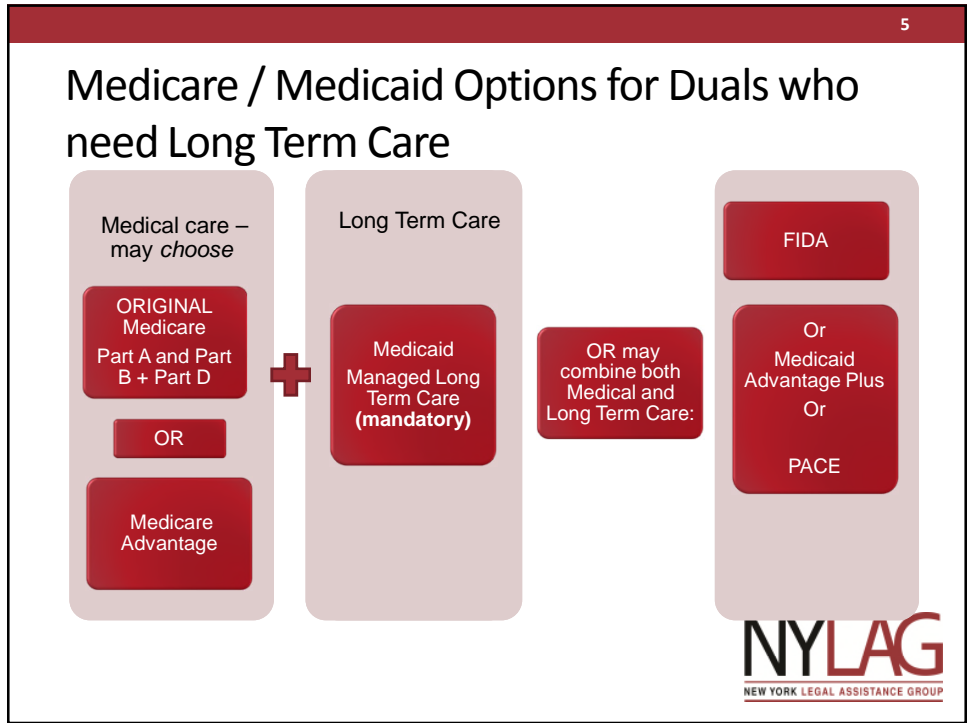 5
Medicare / Medicaid Options for Duals who
need Long Term Care
Medical care –
may choose
ORIGINAL
Medicare
Part A and Part
B + Part D
OR
Medicare
Advantage
Long Term Care
Medicaid
Managed Long
Term Care
(mandatory)
OR may
combine both
Medical and
Long Term Care:
FIDA
Or
Medicaid
Advantage Plus
Or
PACE
NYLAG
NEW YORK LEGAL ASSISTANCE GROUP